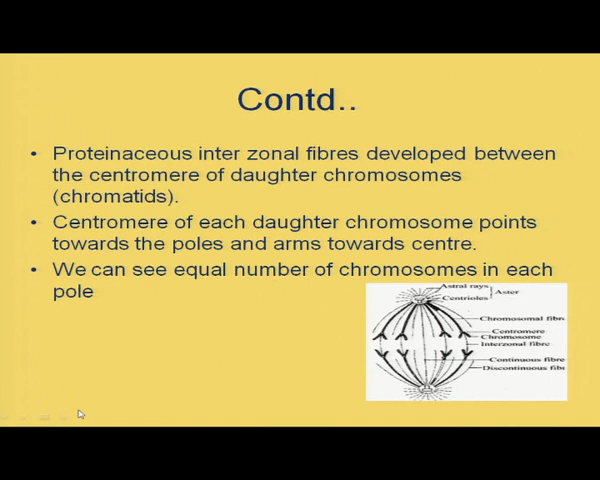 Contd..
• Proteinaceous inter zonal fibres developed between
the centromere of daughter chromosomes
(chromatids).
• Centromere of each daughter chromosome points
towards the poles and arms towards centre.
• We can see equal number of chromosomes in each
pole
Astral rays
Aster
Centrioles
Chromosomal fibre
Centromere
Chromosome
Interzonal fibre
Continuous fibre
Discontinuous fib